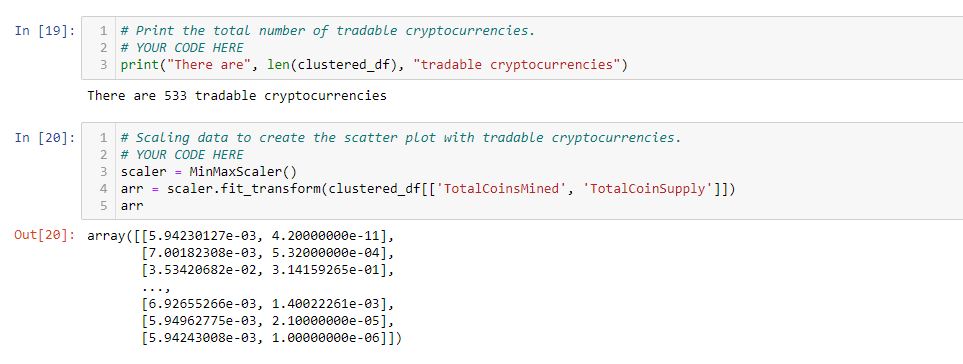 In [19]:
1 # Print the total number of tradable cryptocurrencies.
2 # YOUR CODE HERE
3 print("There are", len(clustered_df), "tradable cryptocurrencies")
There are 533 tradable cryptocurrencies
In [20]:
1 # Scaling data to create the scatter plot with tradable cryptocurrencies.
2 # YOUR CODE HERE
3 scaler = MinMaxScaler()
4 arr = scaler.fit_transform(clustered_df[['TotalCoinsMined', 'TotalCoinSupply']])
5 arr
Out[20]: array([[5.94230127e-03, 4.20000000e-11],
[7.00182308e-03, 5.32000000e-04],
[3.53420682e-02, 3.14159265e-01],
...,
[6.92655266e-03, 1.40022261e-03],
[5.94962775e-03, 2.10000000e-05],
[5.94243008e-03, 1.00000000e-06]])